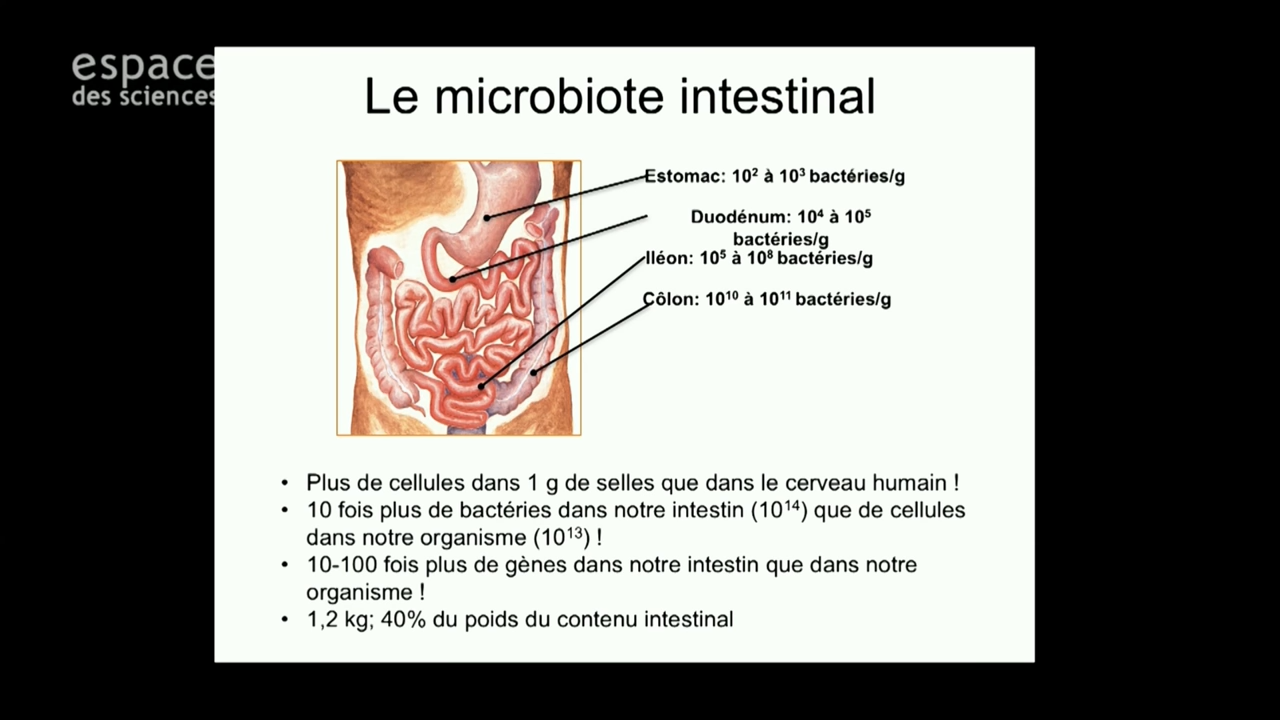 espace
des sciences
Le microbiote intestinal
Estomac: 10² à 10³ bactéries/g
Duodénum: 10⁴ à 10⁵
bactéries/g
Iléon: 10⁵ à 10⁸ bactéries/g
Côlon: 10¹⁰ à 10¹¹ bactéries/g
• Plus de cellules dans 1 g de selles que dans le cerveau humain !
• 10 fois plus de bactéries dans notre intestin (10¹⁴) que de cellules
dans notre organisme (10¹³) !
• 10-100 fois plus de gènes dans notre intestin que dans notre
organisme !
• 1,2 kg; 40% du poids du contenu intestinal